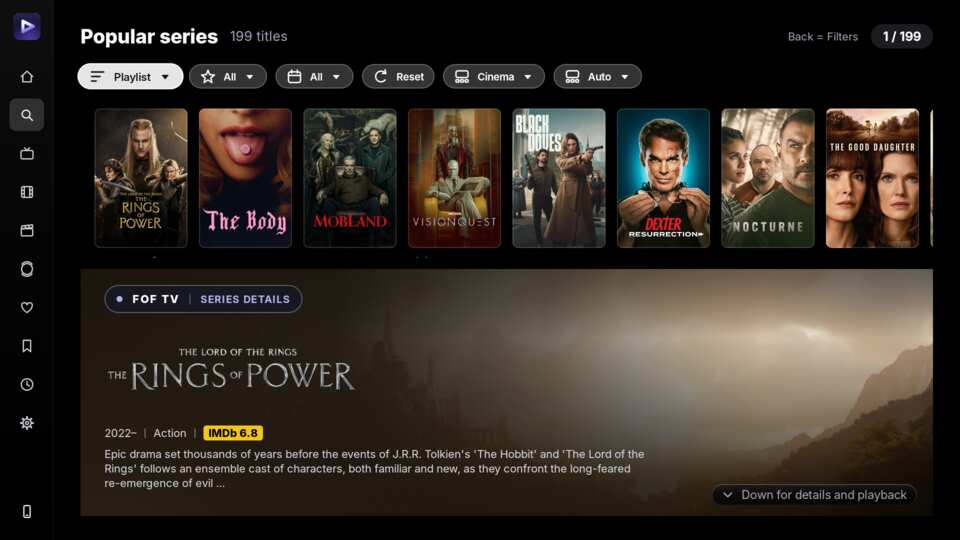 Popular series 199 titles
Back = Filters 1 / 199
Playlist All All Reset Cinema Auto
THE LORD OF THE RINGS
THE RINGS OF POWER
The Body
MOBLAND
VISIONQUEST
BLACK DOVES
DEXTER
RESURRECTION
NOCTURNE
THE GOOD DAUGHTER
FOF TV | SERIES DETAILS
THE LORD OF THE RINGS
THE RINGS OF POWER
2022– | Action | IMDb 6.8
Epic drama set thousands of years before the events of J.R.R. Tolkien's 'The Hobbit' and 'The Lord of the
Rings' follows an ensemble cast of characters, both familiar and new, as they confront the long-feared
re-emergence of evil ...
Down for details and playback